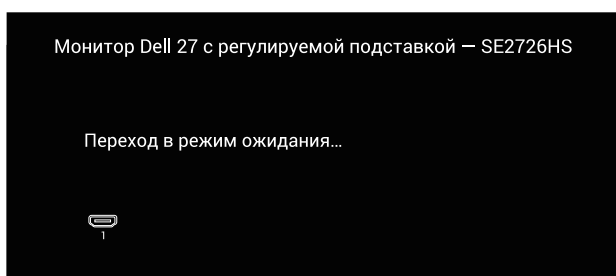 Монитор Dell 27 с регулируемой подставкой — SE2726HS
Переход в режим ожидания...
1